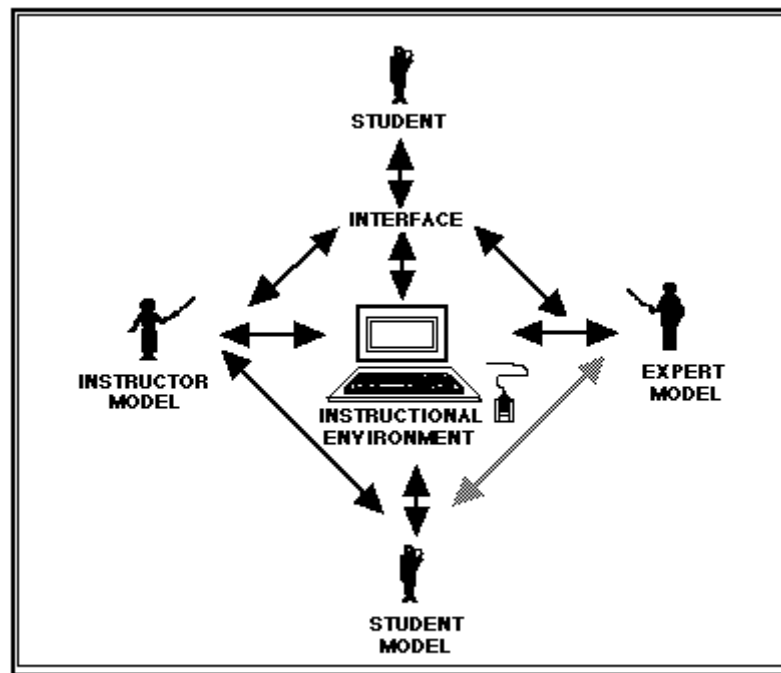 STUDENT
INTERFACE
INSTRUCTOR
MODEL
EXPERT
MODEL
INSTRUCTIONAL
ENVIRONMENT
STUDENT
MODEL